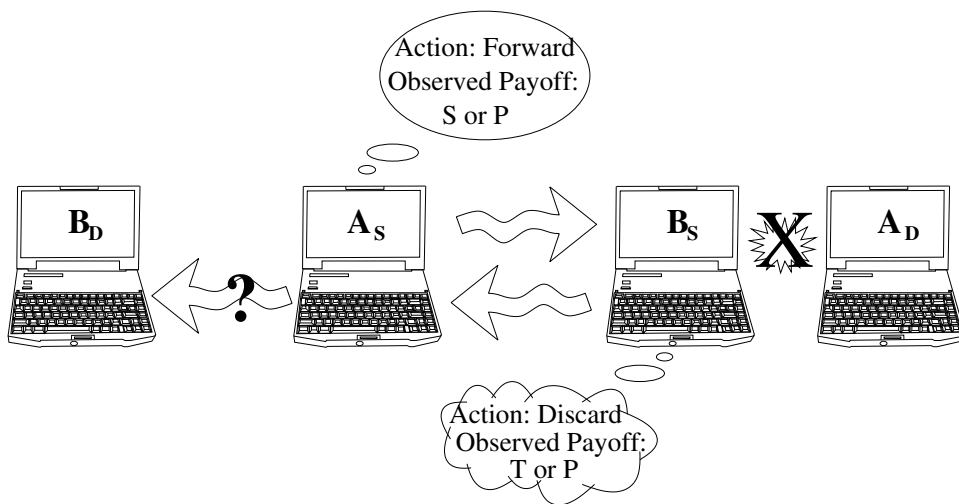 Action: Forward
Observed Payoff:
S or P
B_D
A_S
B_S
X
A_D
?
Action: Discard
Observed Payoff:
T or P